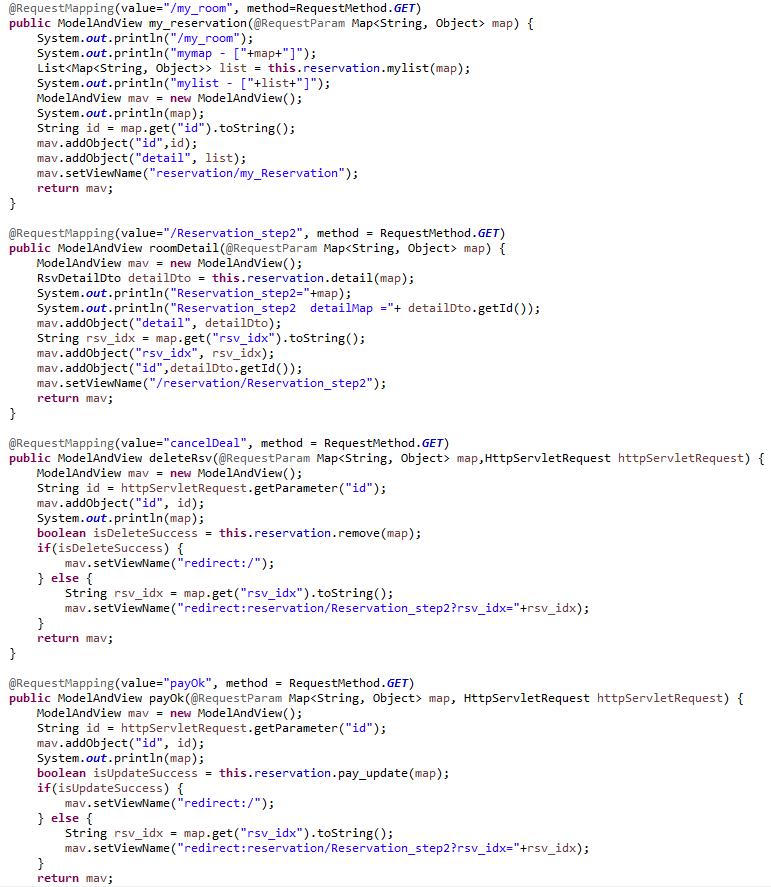 @RequestMapping(value="/my_room", method=RequestMethod.GET)
public ModelAndView my_reservation(@RequestParam Map<String, Object> map) {
    System.out.println("/my_room");
    System.out.println("mymap - ["+map+"]");
    List<Map<String, Object>> list = this.reservation.mylist(map);
    System.out.println("mylist - ["+list+"]");
    ModelAndView mav = new ModelAndView();
    System.out.println(map);
    String id = map.get("id").toString();
    mav.addObject("id",id);
    mav.addObject("detail", list);
    mav.setViewName("reservation/my_Reservation");
    return mav;
}

@RequestMapping(value="/Reservation_step2", method = RequestMethod.GET)
public ModelAndView roomDetail(@RequestParam Map<String, Object> map) {
    ModelAndView mav = new ModelAndView();
    RsvDetailDto detailDto = this.reservation.detail(map);
    System.out.println("Reservation_step2="+map);
    System.out.println("Reservation_step2  detailMap ="+ detailDto.getId());
    mav.addObject("detail", detailDto);
    String rsv_idx = map.get("rsv_idx").toString();
    mav.addObject("rsv_idx", rsv_idx);
    mav.addObject("id",detailDto.getId());
    mav.setViewName("/reservation/Reservation_step2");
    return mav;
}

@RequestMapping(value="cancelDeal", method = RequestMethod.GET)
public ModelAndView deleteRsv(@RequestParam Map<String, Object> map,HttpServletRequest httpServletRequest) {
    ModelAndView mav = new ModelAndView();
    String id = httpServletRequest.getParameter("id");
    mav.addObject("id", id);
    System.out.println(map);
    boolean isDeleteSuccess = this.reservation.remove(map);
    if(isDeleteSuccess) {
        mav.setViewName("redirect:/");
    } else {
        String rsv_idx = map.get("rsv_idx").toString();
        mav.setViewName("redirect:reservation/Reservation_step2?rsv_idx="+rsv_idx);
    }
    return mav;
}

@RequestMapping(value="payOk", method = RequestMethod.GET)
public ModelAndView payOk(@RequestParam Map<String, Object> map, HttpServletRequest httpServletRequest) {
    ModelAndView mav = new ModelAndView();
    String id = httpServletRequest.getParameter("id");
    mav.addObject("id", id);
    System.out.println(map);
    boolean isUpdateSuccess = this.reservation.pay_update(map);
    if(isUpdateSuccess) {
        mav.setViewName("redirect:/");
    } else {
        String rsv_idx = map.get("rsv_idx").toString();
        mav.setViewName("redirect:reservation/Reservation_step2?rsv_idx="+rsv_idx);
    }
    return mav;